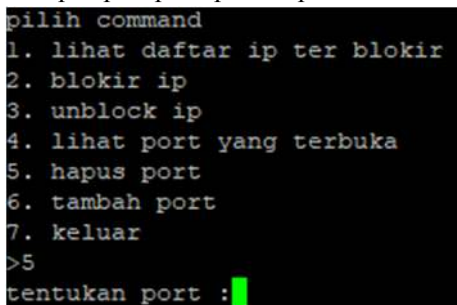 pilih command
1. lihat daftar ip ter blokir
2. blokir ip
3. unblock ip
4. lihat port yang terbuka
5. hapus port
6. tambah port
7. keluar
>5
tentukan port :